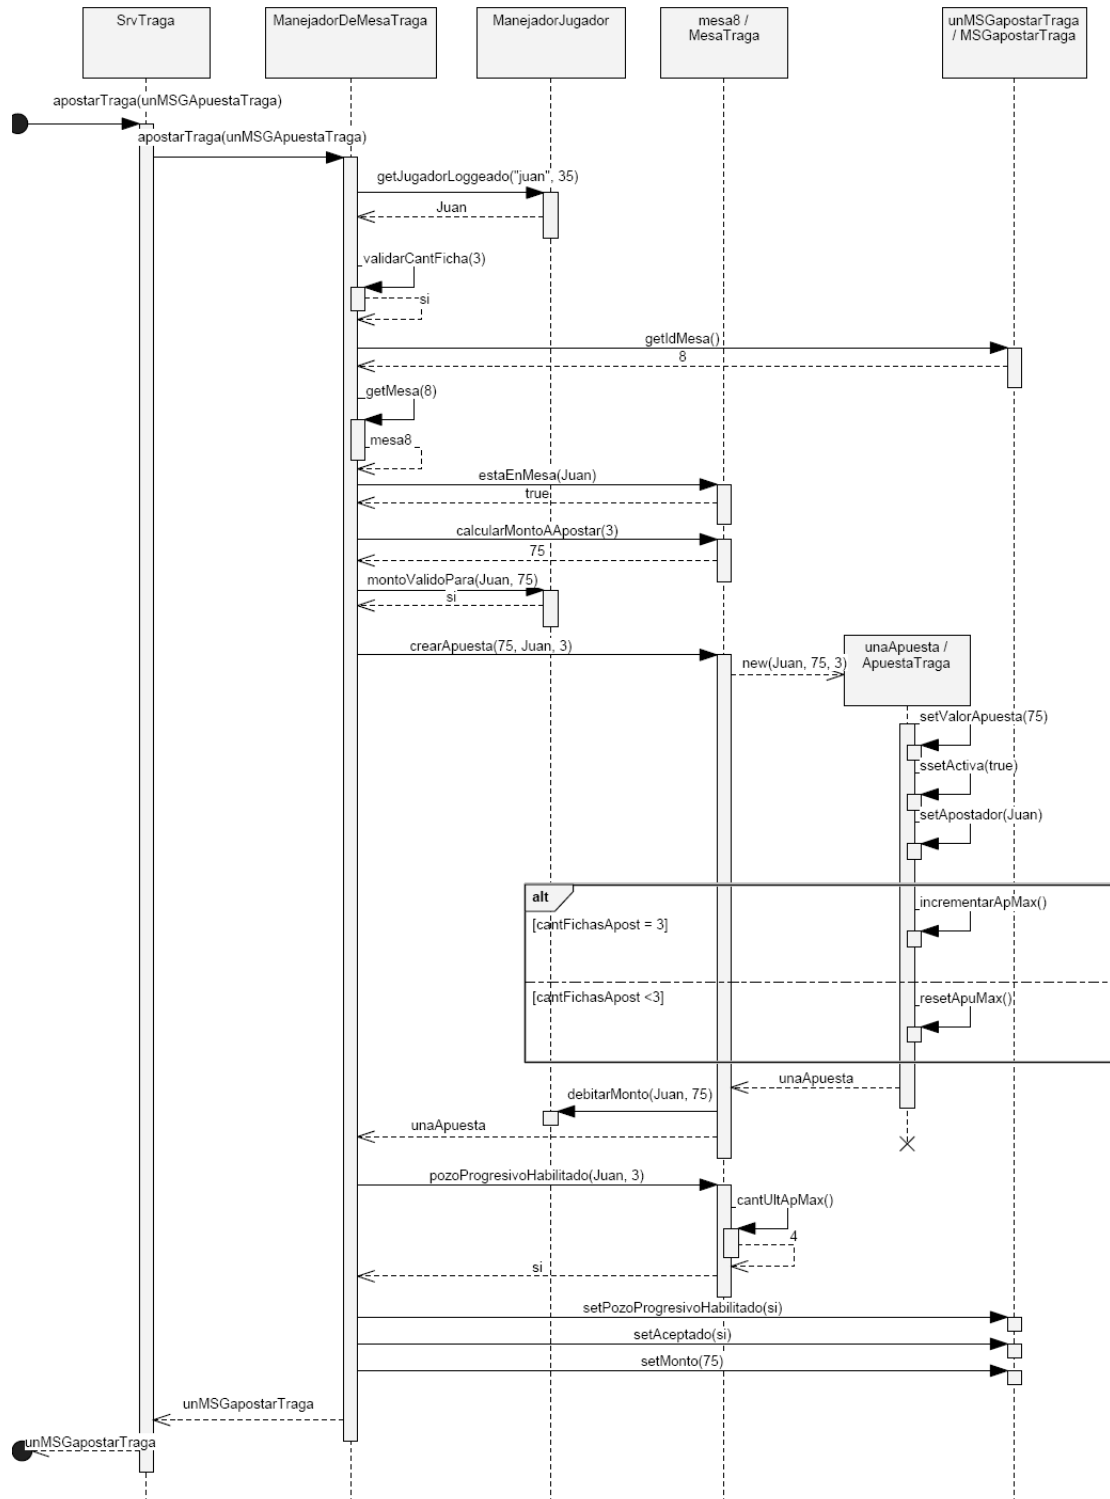 SrvTraga
ManejadorDeMesaTraga
ManejadorJugador
mesa8 /
MesaTraga
unMSGapostarTraga
/ MSGapostarTraga
apostarTraga(unMSGApuestaTraga)
apostarTraga(unMSGApuestaTraga)
getJugadorLoggeado("juan", 35)
Juan
validarCantFicha(3)
si
getIdMesa()
8
getMesa(8)
mesa8
estaEnMesa(Juan)
true
calcularMontoAApostar(3)
75
montoValidoPara(Juan, 75)
si
crearApuesta(75, Juan, 3)
new(Juan, 75, 3)
unaApuesta /
ApuestaTraga
setValorApuesta(75)
ssetActiva(true)
setApostador(Juan)
alt
[cantFichasApost = 3]
incrementarApMax()
[cantFichasApost <3]
resetApuMax()
unaApuesta
debitarMonto(Juan, 75)
unaApuesta
pozoProgresivoHabilitado(Juan, 3)
cantUltApMax()
4
si
setPozoProgresivoHabilitado(si)
setAceptado(si)
setMonto(75)
unMSGapostarTraga
unMSGapostarTraga